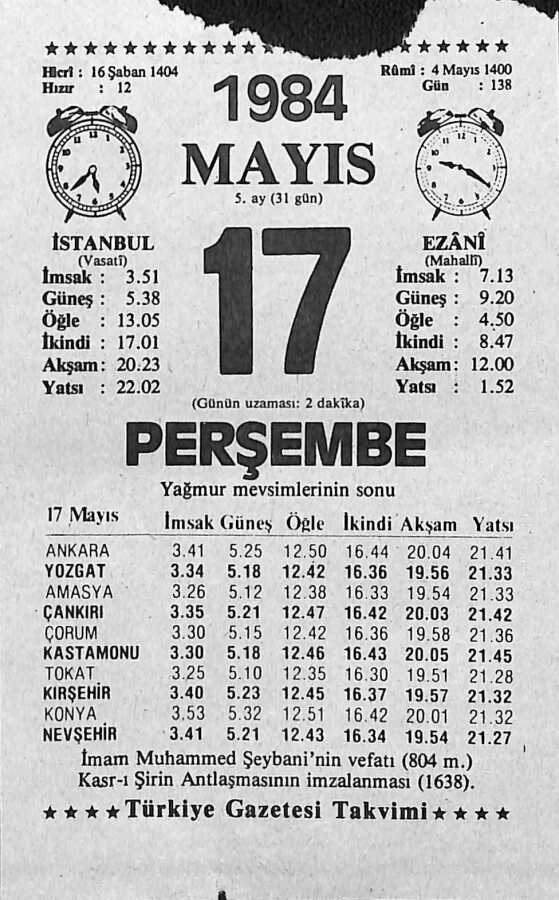 ★★★★★★★★★★★ ★★★★★★
Hicrî : 16 Şaban 1404
Hızır : 12
1984
Rûmî : 4 Mayıs 1400
Gün : 138
MAYIS
5. ay (31 gün)
İSTANBUL
(Vasatî)
İmsak : 3.51
Güneş : 5.38
Öğle : 13.05
İkindi : 17.01
Akşam: 20.23
Yatsı : 22.02
17
EZÂNÎ
(Mahallî)
İmsak : 7.13
Güneş : 9.20
Öğle : 4.50
İkindi : 8.47
Akşam: 12.00
Yatsı : 1.52
(Günün uzaması: 2 dakîka)
PERŞEMBE
Yağmur mevsimlerinin sonu
17 Mayıs İmsak Güneş Öğle İkindi Akşam Yatsı
ANKARA 3.41 5.25 12.50 16.44 20.04 21.41
YOZGAT 3.34 5.18 12.42 16.36 19.56 21.33
AMASYA 3.26 5.12 12.38 16.33 19.54 21.33
ÇANKIRI 3.35 5.21 12.47 16.42 20.03 21.42
ÇORUM 3.30 5.15 12.42 16.36 19.58 21.36
KASTAMONU 3.30 5.18 12.46 16.43 20.05 21.45
TOKAT 3.25 5.10 12.35 16.30 19.51 21.28
KIRŞEHİR 3.40 5.23 12.45 16.37 19.57 21.32
KONYA 3,53 5.32 12.51 16.42 20.01 21.32
NEVŞEHİR 3.41 5.21 12.43 16.34 19.54 21.27
İmam Muhammed Şeybani'nin vefatı (804 m.)
Kasr-ı Şirin Antlaşmasının imzalanması (1638).
★★★★Türkiye Gazetesi Takvimi★★★★